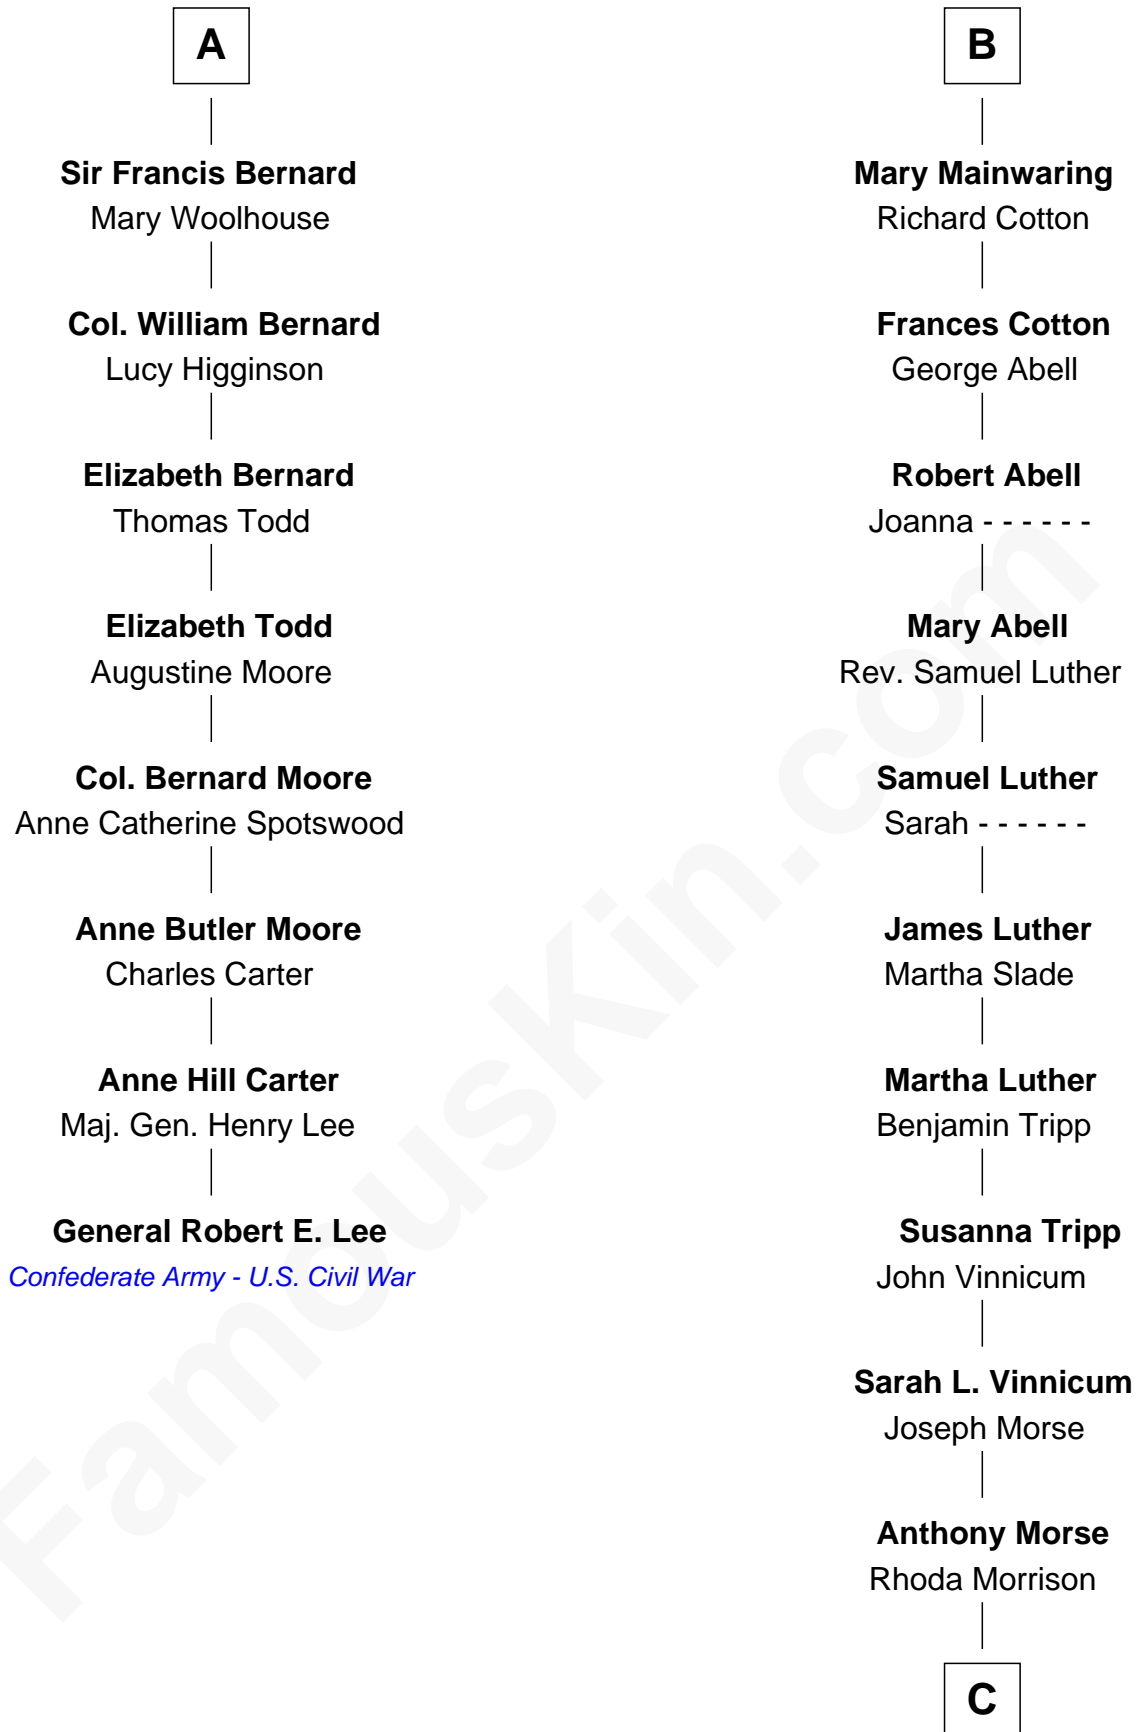 A
Sir Francis Bernard
Mary Woolhouse
Col. William Bernard
Lucy Higginson
Elizabeth Bernard
Thomas Todd
Elizabeth Todd
Augustine Moore
Col. Bernard Moore
Anne Catherine Spotswood
Anne Butler Moore
Charles Carter
Anne Hill Carter
Maj. Gen. Henry Lee
General Robert E. Lee
Confederate Army - U.S. Civil War
B
Mary Mainwaring
Richard Cotton
Frances Cotton
George Abell
Robert Abell
Joanna - - - - - -
Mary Abell
Rev. Samuel Luther
Samuel Luther
Sarah - - - - - -
James Luther
Martha Slade
Martha Luther
Benjamin Tripp
Susanna Tripp
John Vinnicum
Sarah L. Vinnicum
Joseph Morse
Anthony Morse
Rhoda Morrison
C
FamousKin.com